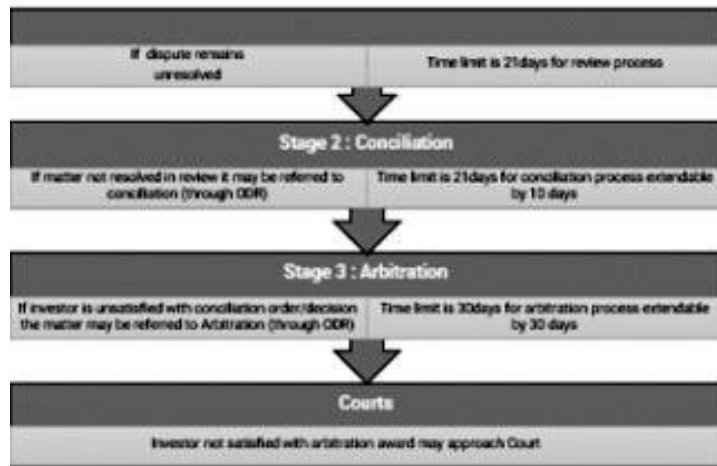 If dispute remains
unresolved
Time limit is 21days for review process
Stage 2 : Conciliation
If matter not resolved in review it may be referred to
conciliation (through ODR)
Time limit is 21days for conciliation process extendable
by 10 days
Stage 3 : Arbitration
If investor is unsatisfied with conciliation order/decision
the matter may be referred to Arbitration (through ODR)
Time limit is 30days for arbitration process extendable
by 30 days
Courts
Investor not satisfied with arbitration award may approach Court